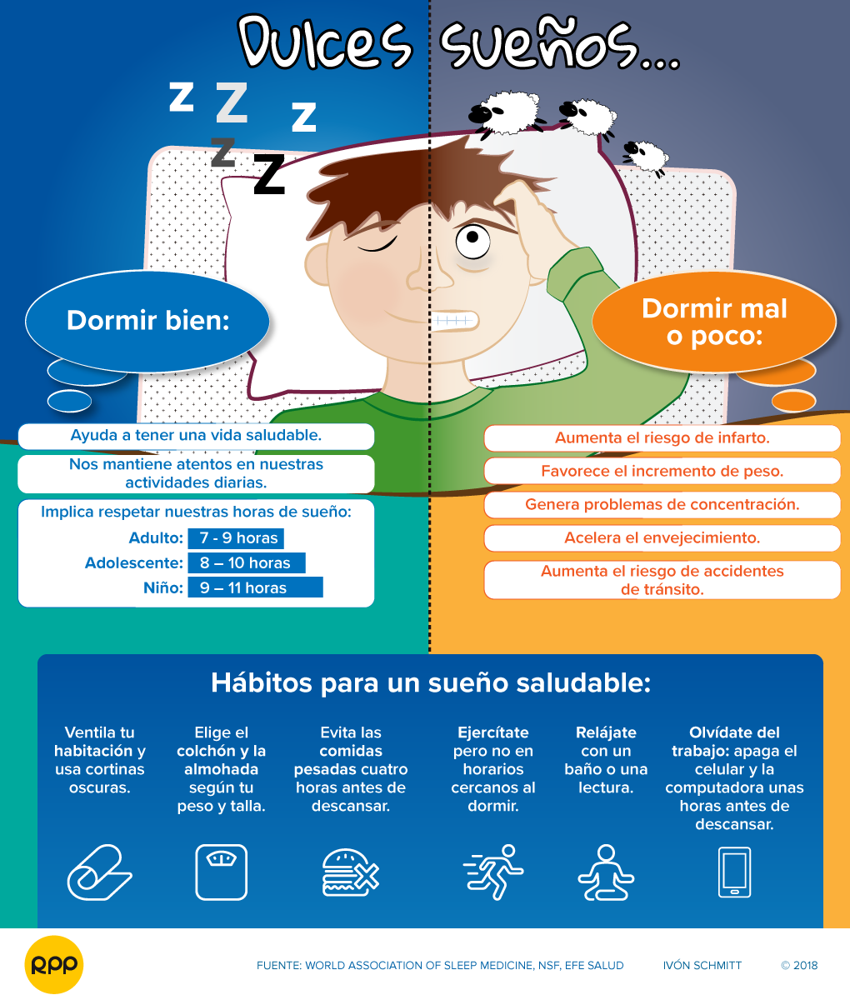 Dulces sueños...
z
Z
z
z
Z
Dormir bien:
Ayuda a tener una vida saludable.
Nos mantiene atentos en nuestras
actividades diarias.
Implica respetar nuestras horas de sueño:
Adulto: 7 - 9 horas
Adolescente: 8 – 10 horas
Niño: 9 – 11 horas
Dormir mal
o poco:
Aumenta el riesgo de infarto.
Favorece el incremento de peso.
Genera problemas de concentración.
Acelera el envejecimiento.
Aumenta el riesgo de accidentes
de tránsito.
Hábitos para un sueño saludable:
Ventila tu
habitación y
usa cortinas
oscuras.
Elige el
colchón y la
almohada
según tu
peso y talla.
Evita las
comidas
pesadas cuatro
horas antes de
descansar.
Ejercítate
pero no en
horarios
cercanos al
dormir.
Relájate
con un
baño o una
lectura.
Olvídate del
trabajo: apaga el
celular y la
computadora unas
horas antes de
descansar.
RPP
FUENTE: WORLD ASSOCIATION OF SLEEP MEDICINE, NSF, EFE SALUD
IVÓN SCHMITT
© 2018